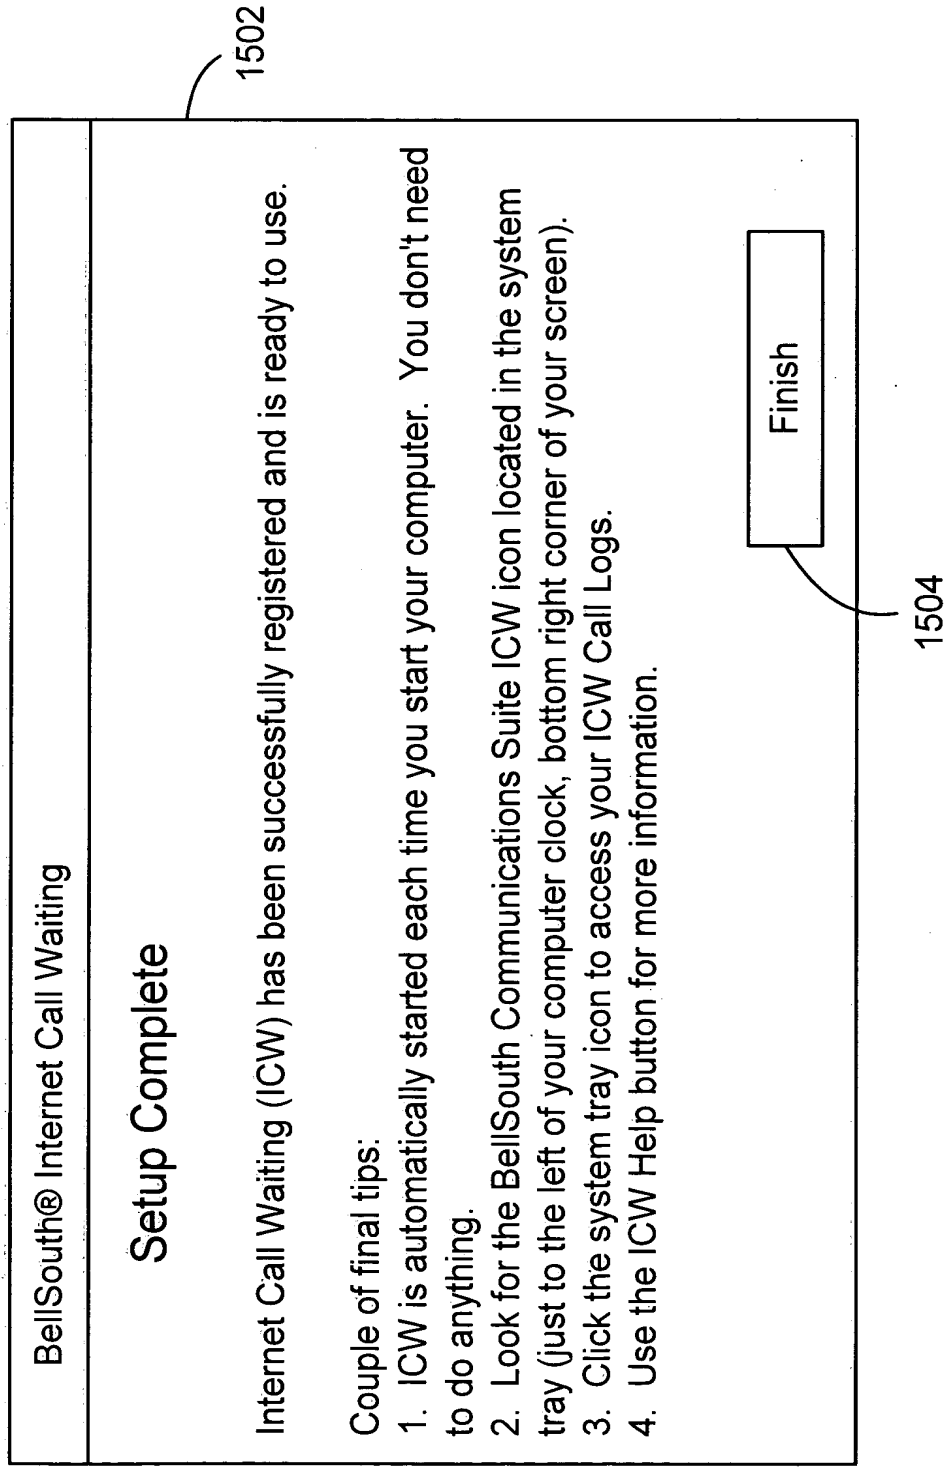 BellSouth® Internet Call Waiting
1502
Setup Complete
Internet Call Waiting (ICW) has been successfully registered and is ready to use.
Couple of final tips:
1. ICW is automatically started each time you start your computer. You don't need
to do anything.
2. Look for the BellSouth Communications Suite ICW icon located in the system
tray (just to the left of your computer clock, bottom right corner of your screen).
3. Click the system tray icon to access your ICW Call Logs.
4. Use the ICW Help button for more information.
Finish
1504